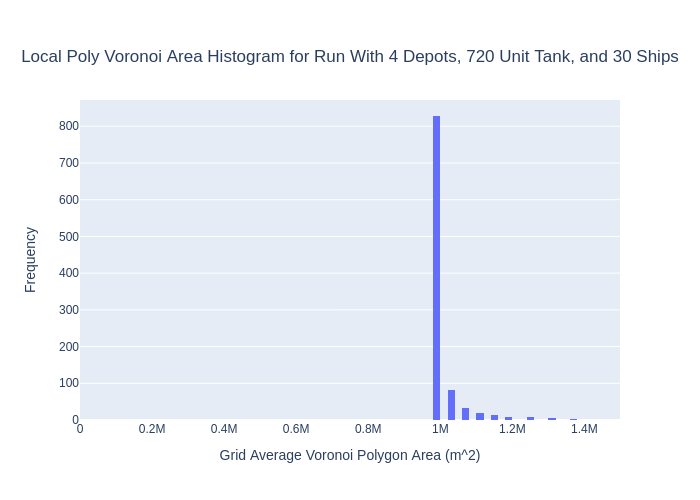 Local Poly Voronoi Area Histogram for Run With 4 Depots, 720 Unit Tank, and 30 Ships
800
700
600
500
400
300
200
100
0
Frequency
0 0.2M 0.4M 0.6M 0.8M 1M 1.2M 1.4M
Grid Average Voronoi Polygon Area (m^2)